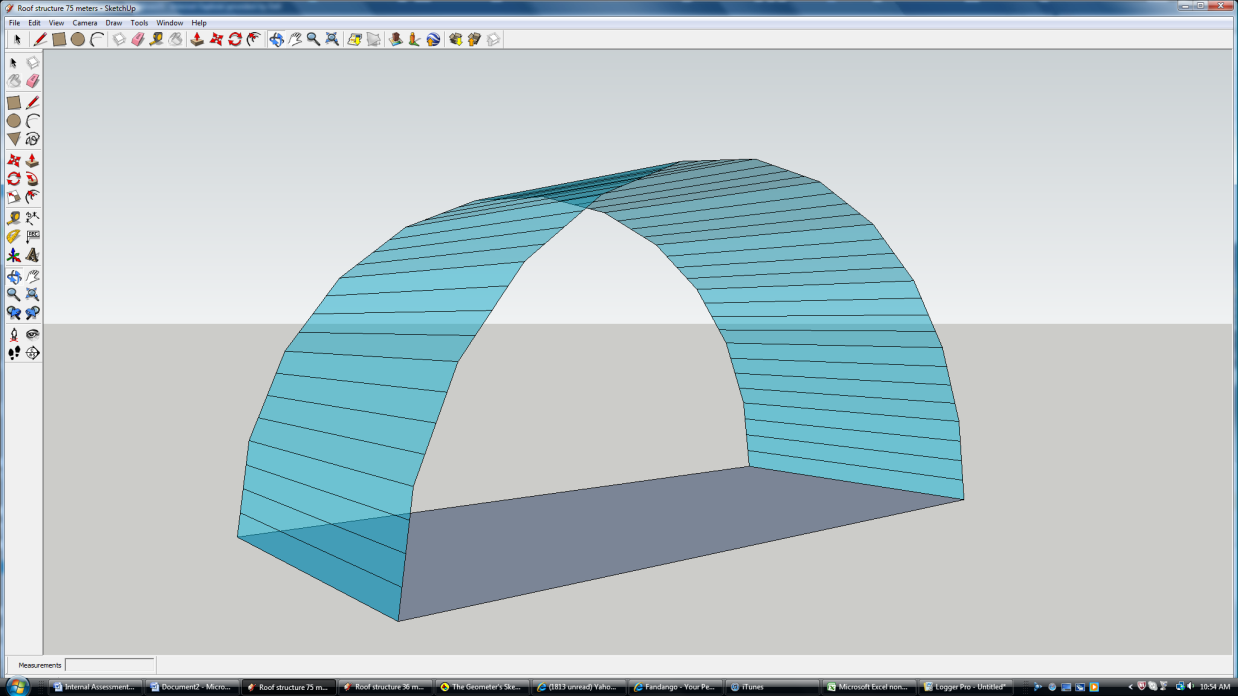 Roof structure 75 meters - SketchUp
File Edit View Camera Draw Tools Window Help
Measurements
Internal Assessment... Document2 - Micro... Roof structure 75 m... Roof structure 36 m... The Geometer's Ske... (1813 unread) Yaho... Fandango - Your Pe... iTunes Microsoft Excel non... Logger Pro - Untitled* 10:54 AM